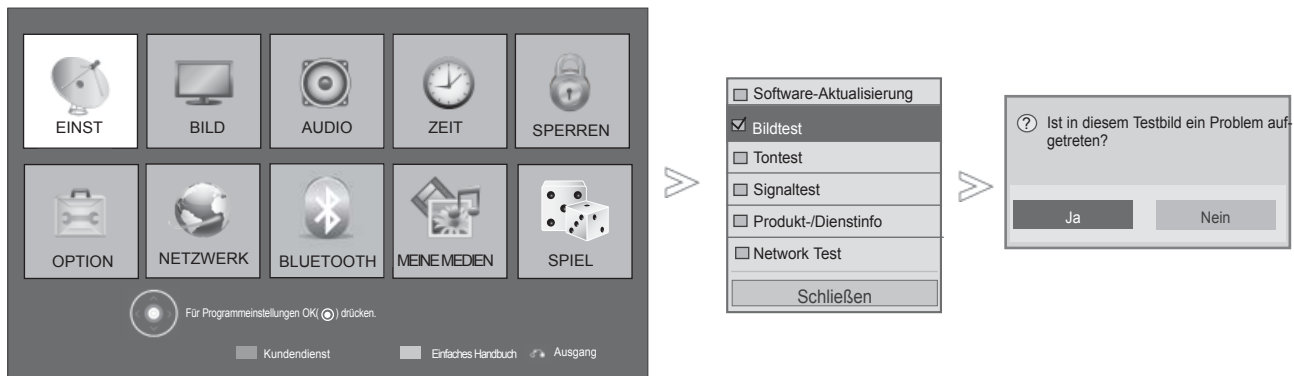 EINST
BILD
AUDIO
ZEIT
SPERREN
OPTION
NETZWERK
BLUETOOTH
MEINE MEDIEN
SPIEL
Für Programmeinstellungen OK( ) drücken.
Kundendienst
Einfaches Handbuch
Ausgang
Software-Aktualisierung
Bildtest
Tontest
Signaltest
Produkt-/Dienstinfo
Network Test
Schließen
? Ist in diesem Testbild ein Problem auf-
getreten?
Ja
Nein